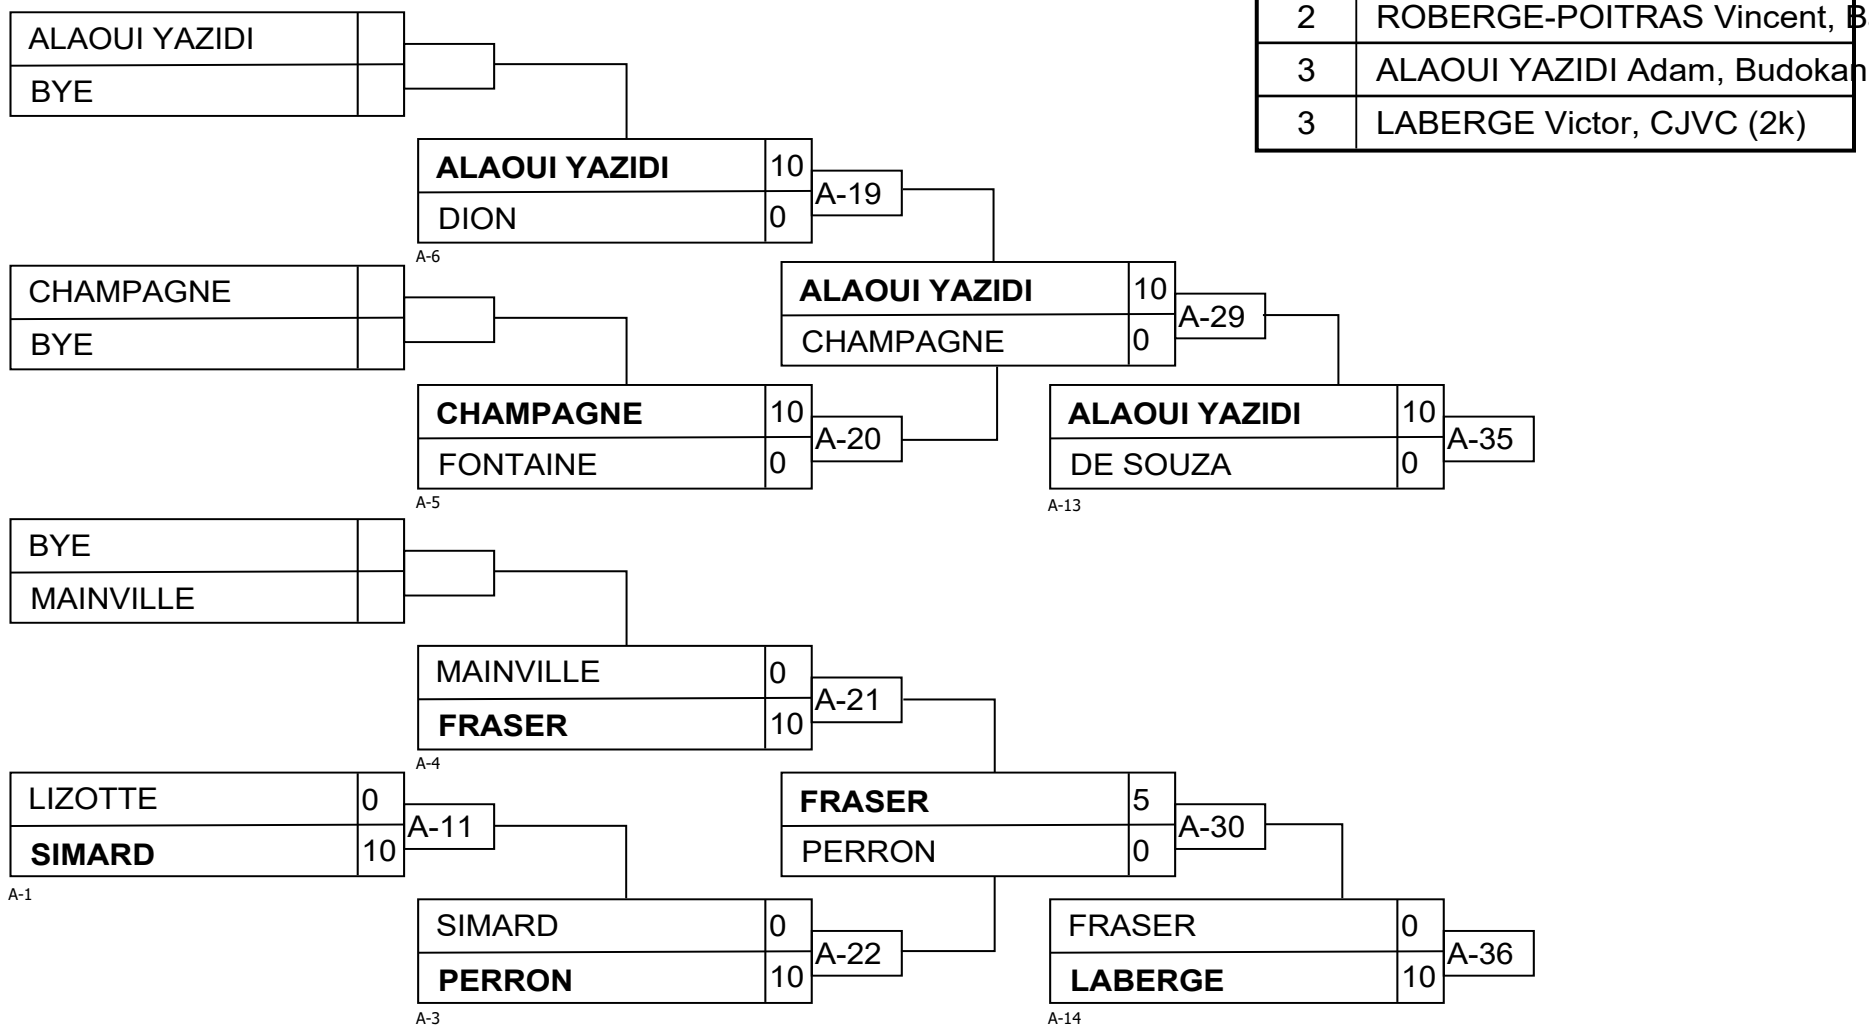 2 ROBERGE-POITRAS Vincent, B
3 ALAOUI YAZIDI Adam, Budokan
3 LABERGE Victor, CJVC (2k)
ALAOUI YAZIDI
BYE
ALAOUI YAZIDI 10
DION 0
A-19
A-6
CHAMPAGNE
BYE
ALAOUI YAZIDI 10
CHAMPAGNE 0
A-29
CHAMPAGNE 10
FONTAINE 0
A-20
A-5
ALAOUI YAZIDI 10
DE SOUZA 0
A-35
A-13
BYE
MAINVILLE
MAINVILLE 0
FRASER 10
A-21
A-4
LIZOTTE 0
SIMARD 10
A-11
A-1
FRASER 5
PERRON 0
A-30
SIMARD 0
PERRON 10
A-22
A-3
FRASER 0
LABERGE 10
A-36
A-14